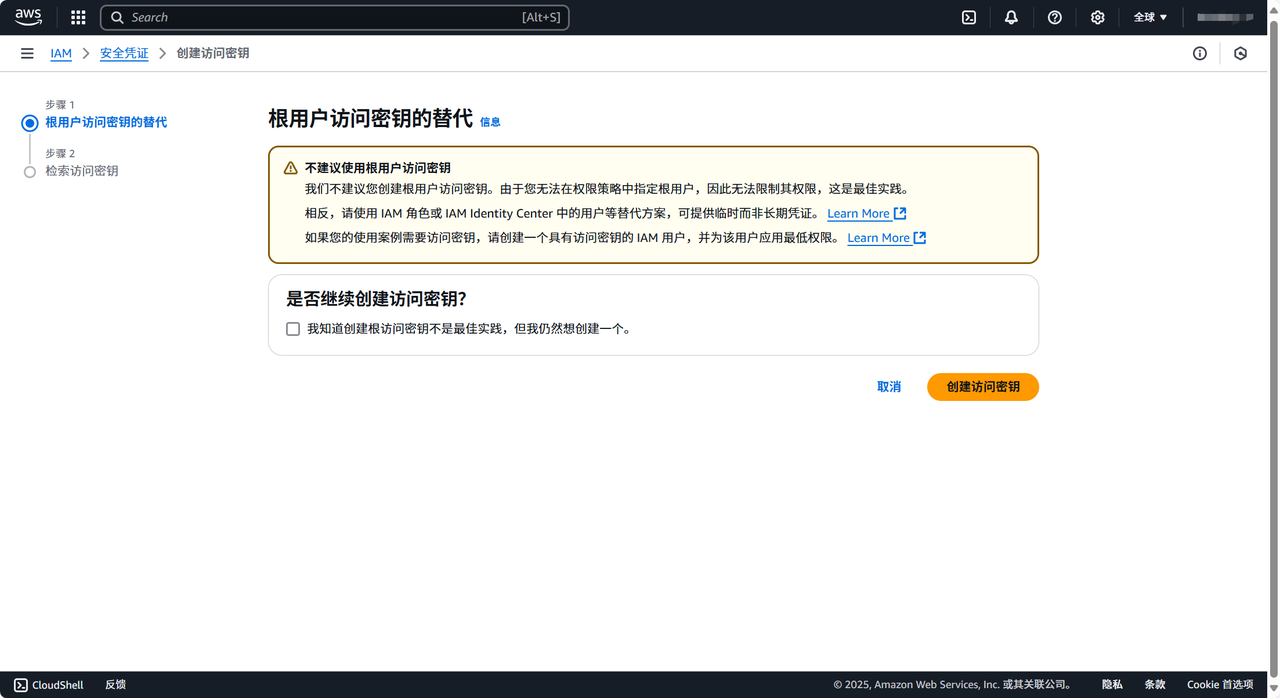 aws
Search
[Alt+S]
全球
IAM
安全凭证
创建访问密钥
步骤 1
根用户访问密钥的替代
步骤 2
检索访问密钥
根用户访问密钥的替代 信息
不建议使用根用户访问密钥
我们不建议您创建根用户访问密钥。由于您无法在权限策略中指定根用户，因此无法限制其权限，这是最佳实践。
相反，请使用 IAM 角色或 IAM Identity Center 中的用户等替代方案，可提供临时而非长期凭证。 Learn More
如果您的使用案例需要访问密钥，请创建一个具有访问密钥的 IAM 用户，并为该用户应用最低权限。 Learn More
是否继续创建访问密钥?
我知道创建根访问密钥不是最佳实践，但我仍然想创建一个。
取消
创建访问密钥
CloudShell
反馈
© 2025, Amazon Web Services, Inc. 或其关联公司。
隐私
条款
Cookie 首选项